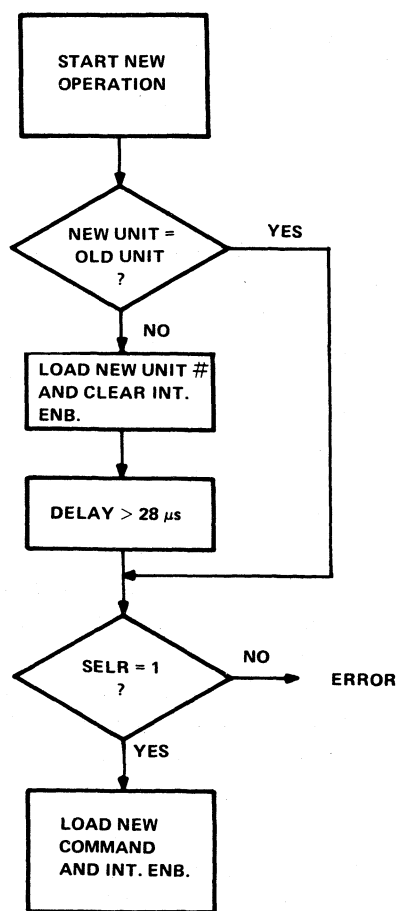 START NEW
OPERATION
NEW UNIT =
OLD UNIT
?
YES
NO
LOAD NEW UNIT #
AND CLEAR INT.
ENB.
DELAY > 28 μs
SELR = 1
?
NO
ERROR
YES
LOAD NEW
COMMAND
AND INT. ENB.